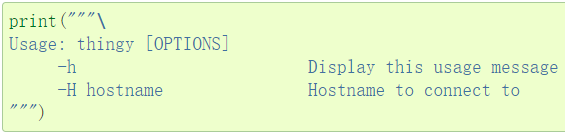 print("""\
Usage: thingy [OPTIONS]
     -h                        Display this usage message
     -H hostname               Hostname to connect to
""")